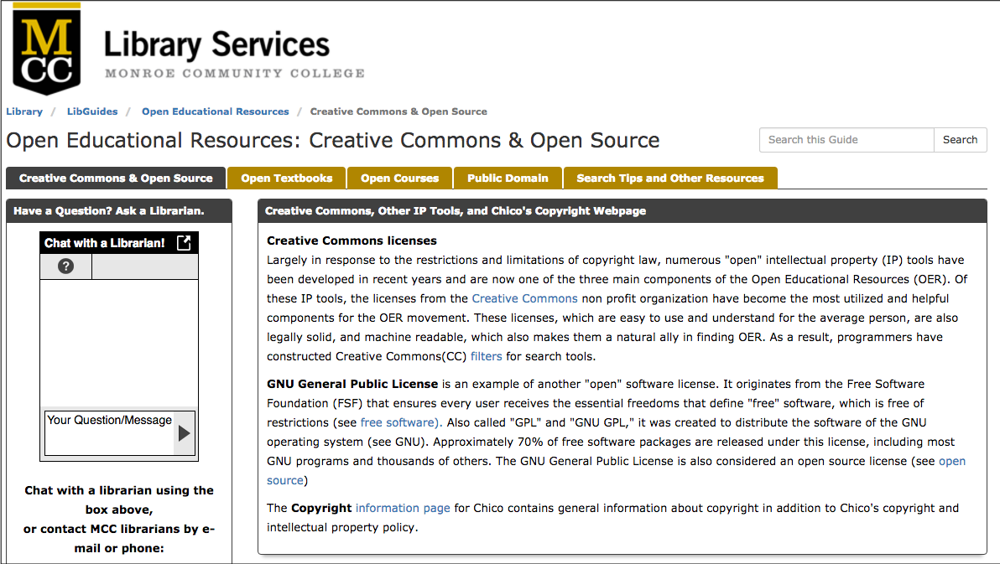 M
CC
Library Services
MONROE COMMUNITY COLLEGE
Library / LibGuides / Open Educational Resources / Creative Commons & Open Source
Open Educational Resources: Creative Commons & Open Source
Search this Guide
Search
Creative Commons & Open Source
Open Textbooks
Open Courses
Public Domain
Search Tips and Other Resources
Have a Question? Ask a Librarian.
Chat with a Librarian!
?
Your Question/Message
Chat with a librarian using the
box above,
or contact MCC librarians by e-
mail or phone:
Creative Commons, Other IP Tools, and Chico's Copyright Webpage
Creative Commons licenses
Largely in response to the restrictions and limitations of copyright law, numerous "open" intellectual property (IP) tools have
been developed in recent years and are now one of the three main components of the Open Educational Resources (OER). Of
these IP tools, the licenses from the Creative Commons non profit organization have become the most utilized and helpful
components for the OER movement. These licenses, which are easy to use and understand for the average person, are also
legally solid, and machine readable, which also makes them a natural ally in finding OER. As a result, programmers have
constructed Creative Commons(CC) filters for search tools.
GNU General Public License is an example of another "open" software license. It originates from the Free Software
Foundation (FSF) that ensures every user receives the essential freedoms that define "free" software, which is free of
restrictions (see free software). Also called "GPL" and "GNU GPL," it was created to distribute the software of the GNU
operating system (see GNU). Approximately 70% of free software packages are released under this license, including most
GNU programs and thousands of others. The GNU General Public License is also considered an open source license (see open
source)
The Copyright information page for Chico contains general information about copyright in addition to Chico's copyright and
intellectual property policy.